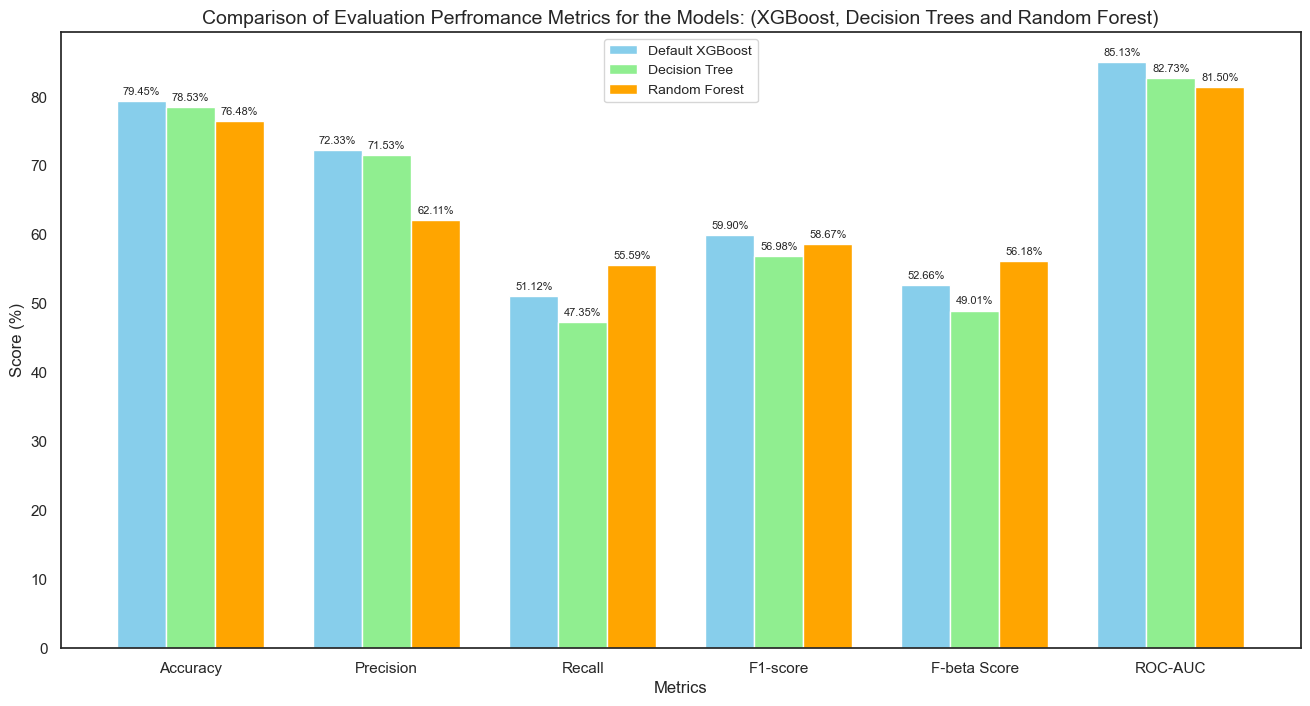 Comparison of Evaluation Perfromance Metrics for the Models: (XGBoost, Decision Trees and Random Forest)
Default XGBoost
Decision Tree
Random Forest
Score (%)
80
70
60
50
40
30
20
10
0
79.45% 78.53% 76.48%
72.33% 71.53% 62.11%
51.12% 47.35% 55.59%
59.90% 56.98% 58.67%
52.66% 49.01% 56.18%
85.13% 82.73% 81.50%
Accuracy Precision Recall F1-score F-beta Score ROC-AUC
Metrics